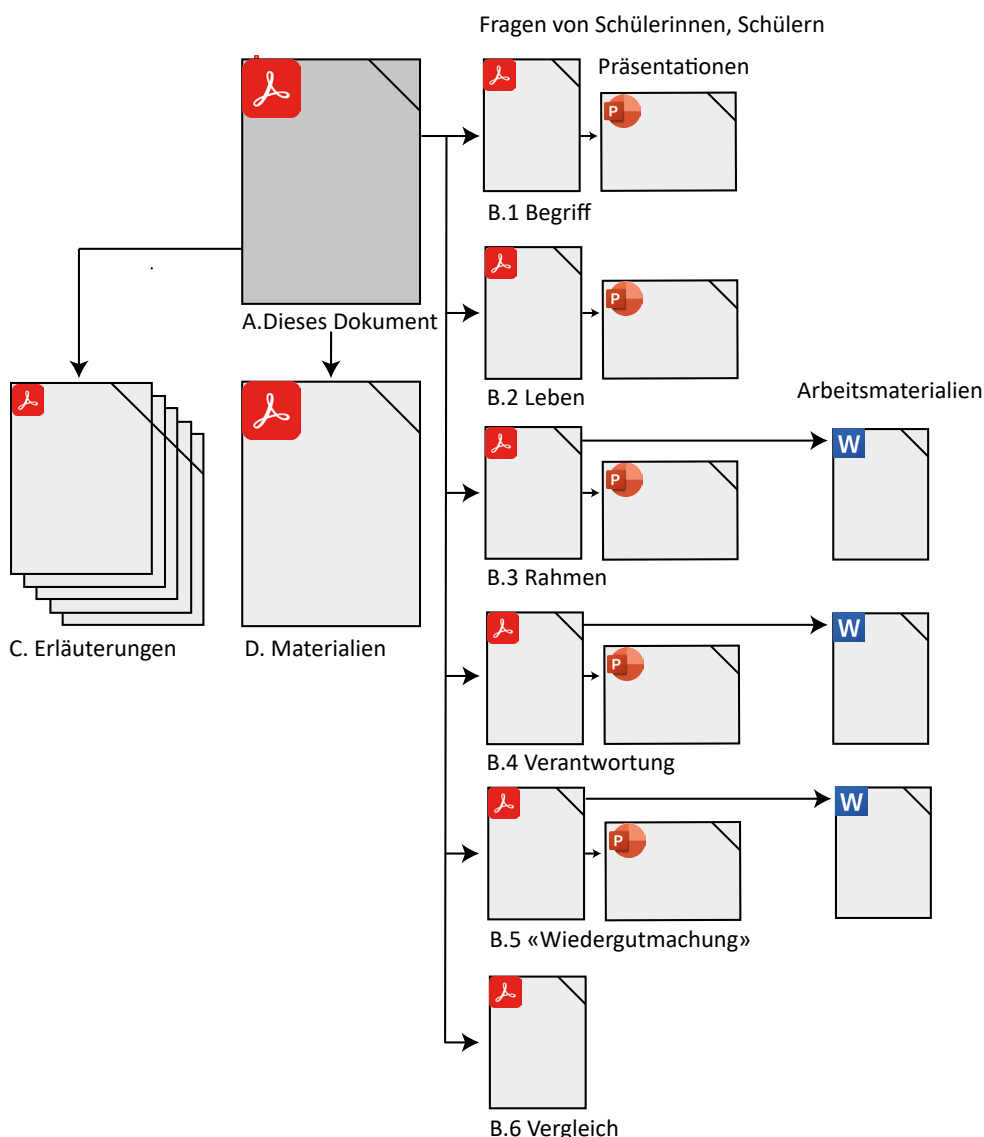 Fragen von Schülerinnen, Schülern
Präsentationen
P
B.1 Begriff
P
A.Dieses Dokument
B.2 Leben
Arbeitsmaterialien
W
P
B.3 Rahmen
W
C. Erläuterungen
D. Materialien
P
B.4 Verantwortung
W
P
B.5 «Wiedergutmachung»
B.6 Vergleich